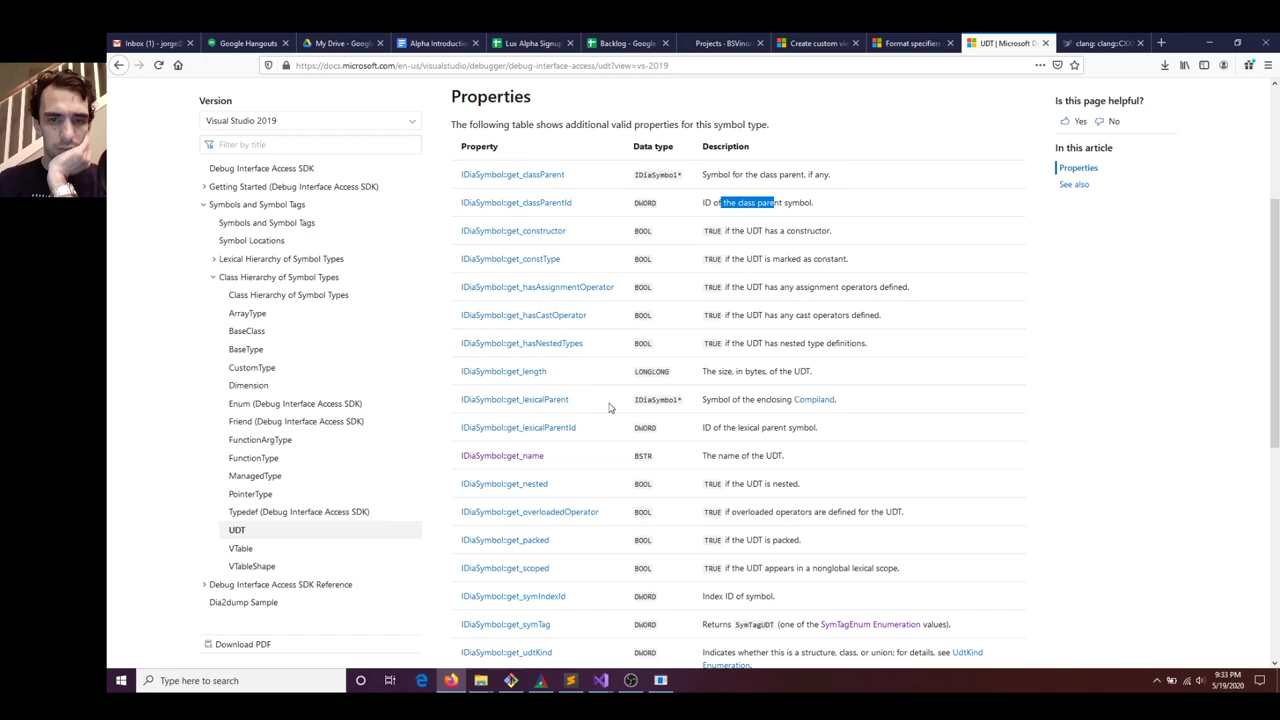 Inbox (1) - jorge@
Google Hangouts
My Drive - Google
Alpha Introduction
Lux Alpha Signup
Backlog - Google
Projects - BSVino/
Create custom vie
Format specifiers
UDT | Microsoft D
clang: clang::CXX
https://docs.microsoft.com/en-us/visualstudio/debugger/debug-interface-access/udt?view=vs-2019
Version
Visual Studio 2019
Filter by title
Debug Interface Access SDK
Getting Started (Debug Interface Access SDK)
Symbols and Symbol Tags
Symbols and Symbol Tags
Symbol Locations
Lexical Hierarchy of Symbol Types
Class Hierarchy of Symbol Types
Class Hierarchy of Symbol Types
ArrayType
BaseClass
BaseType
CustomType
Dimension
Enum (Debug Interface Access SDK)
Friend (Debug Interface Access SDK)
FunctionArgType
FunctionType
ManagedType
PointerType
Typedef (Debug Interface Access SDK)
UDT
VTable
VTableShape
Debug Interface Access SDK Reference
Dia2dump Sample
Download PDF
Properties
The following table shows additional valid properties for this symbol type.
Property Data type Description
IDiaSymbol::get_classParent IDiaSymbol* Symbol for the class parent, if any.
IDiaSymbol::get_classParentId DWORD ID of the class parent symbol.
IDiaSymbol::get_constructor BOOL TRUE if the UDT has a constructor.
IDiaSymbol::get_constType BOOL TRUE if the UDT is marked as constant.
IDiaSymbol::get_hasAssignmentOperator BOOL TRUE if the UDT has any assignment operators defined.
IDiaSymbol::get_hasCastOperator BOOL TRUE if the UDT has any cast operators defined.
IDiaSymbol::get_hasNestedTypes BOOL TRUE if the UDT has nested type definitions.
IDiaSymbol::get_length LONGLONG The size, in bytes, of the UDT.
IDiaSymbol::get_lexicalParent IDiaSymbol* Symbol of the enclosing Compiland.
IDiaSymbol::get_lexicalParentId DWORD ID of the lexical parent symbol.
IDiaSymbol::get_name BSTR The name of the UDT.
IDiaSymbol::get_nested BOOL TRUE if the UDT is nested.
IDiaSymbol::get_overloadedOperator BOOL TRUE if overloaded operators are defined for the UDT.
IDiaSymbol::get_packed BOOL TRUE if the UDT is packed.
IDiaSymbol::get_scoped BOOL TRUE if the UDT appears in a nonglobal lexical scope.
IDiaSymbol::get_symIndexId DWORD Index ID of symbol.
IDiaSymbol::get_symTag DWORD Returns SymTagUDT (one of the SymTagEnum Enumeration values).
IDiaSymbol::get_udtKind DWORD Indicates whether this is a structure, class, or union; for details, see UdtKind
Enumeration.
Is this page helpful?
Yes No
In this article
Properties
See also
Type here to search
9:33 PM
5/19/2020